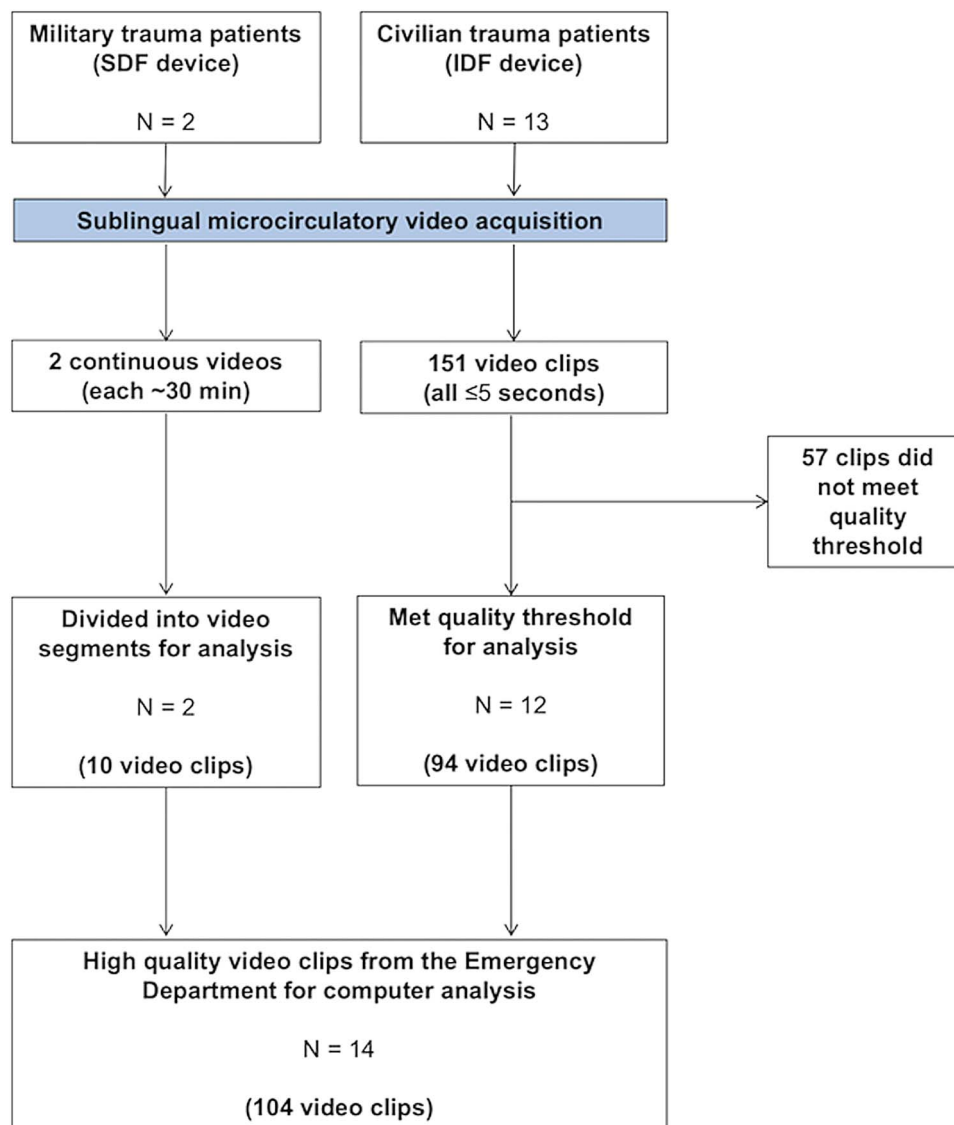 Military trauma patients
(SDF device)
N = 2
Civilian trauma patients
(IDF device)
N = 13
Sublingual microcirculatory video acquisition
2 continuous videos
(each ~30 min)
151 video clips
(all ≤5 seconds)
57 clips did
not meet
quality
threshold
Divided into video
segments for analysis
N = 2
(10 video clips)
Met quality threshold
for analysis
N = 12
(94 video clips)
High quality video clips from the Emergency
Department for computer analysis
N = 14
(104 video clips)